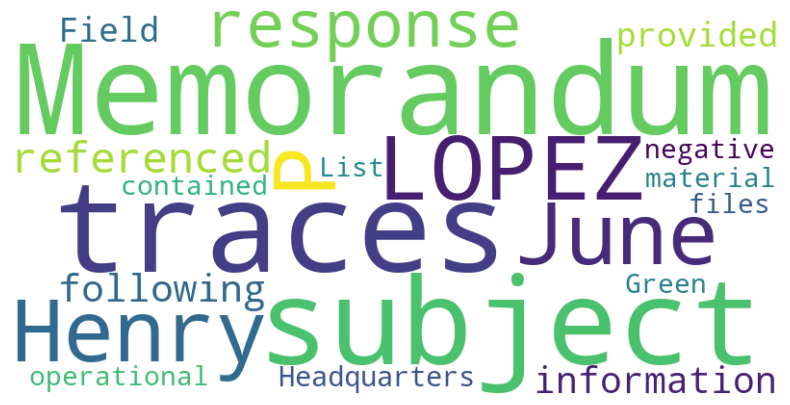 Field response provided
Memorandum
referenced P List LOPEZ negative
contained material
traces June files
following Green
Henry subject
operational Headquarters information